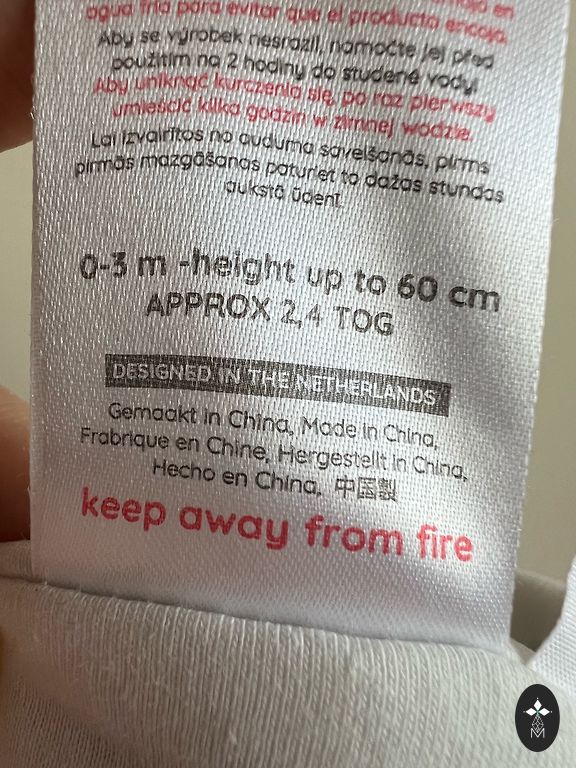 agua fría para evitar que el producto encoja.
Aby se výrobek nesrazil, namočte jej před
použitím na 2 hodiny do studené vody.
Aby uniknąć kurczenia się, po raz pierwszy
umieścić kilka godzin w zimnej wodzie.
Lai izvairītos no auduma savelšanās, pirms
pirmās mazgāšanas paturiet to dažas stundas
aukstā ūdenī.
0-3 m -height up to 60 cm
APPROX 2,4 TOG
DESIGNED IN THE NETHERLANDS
Gemaakt in China, Made in China,
Frabrique en Chine, Hergestellt in China,
Hecho en China, 中国製
keep away from fire
M